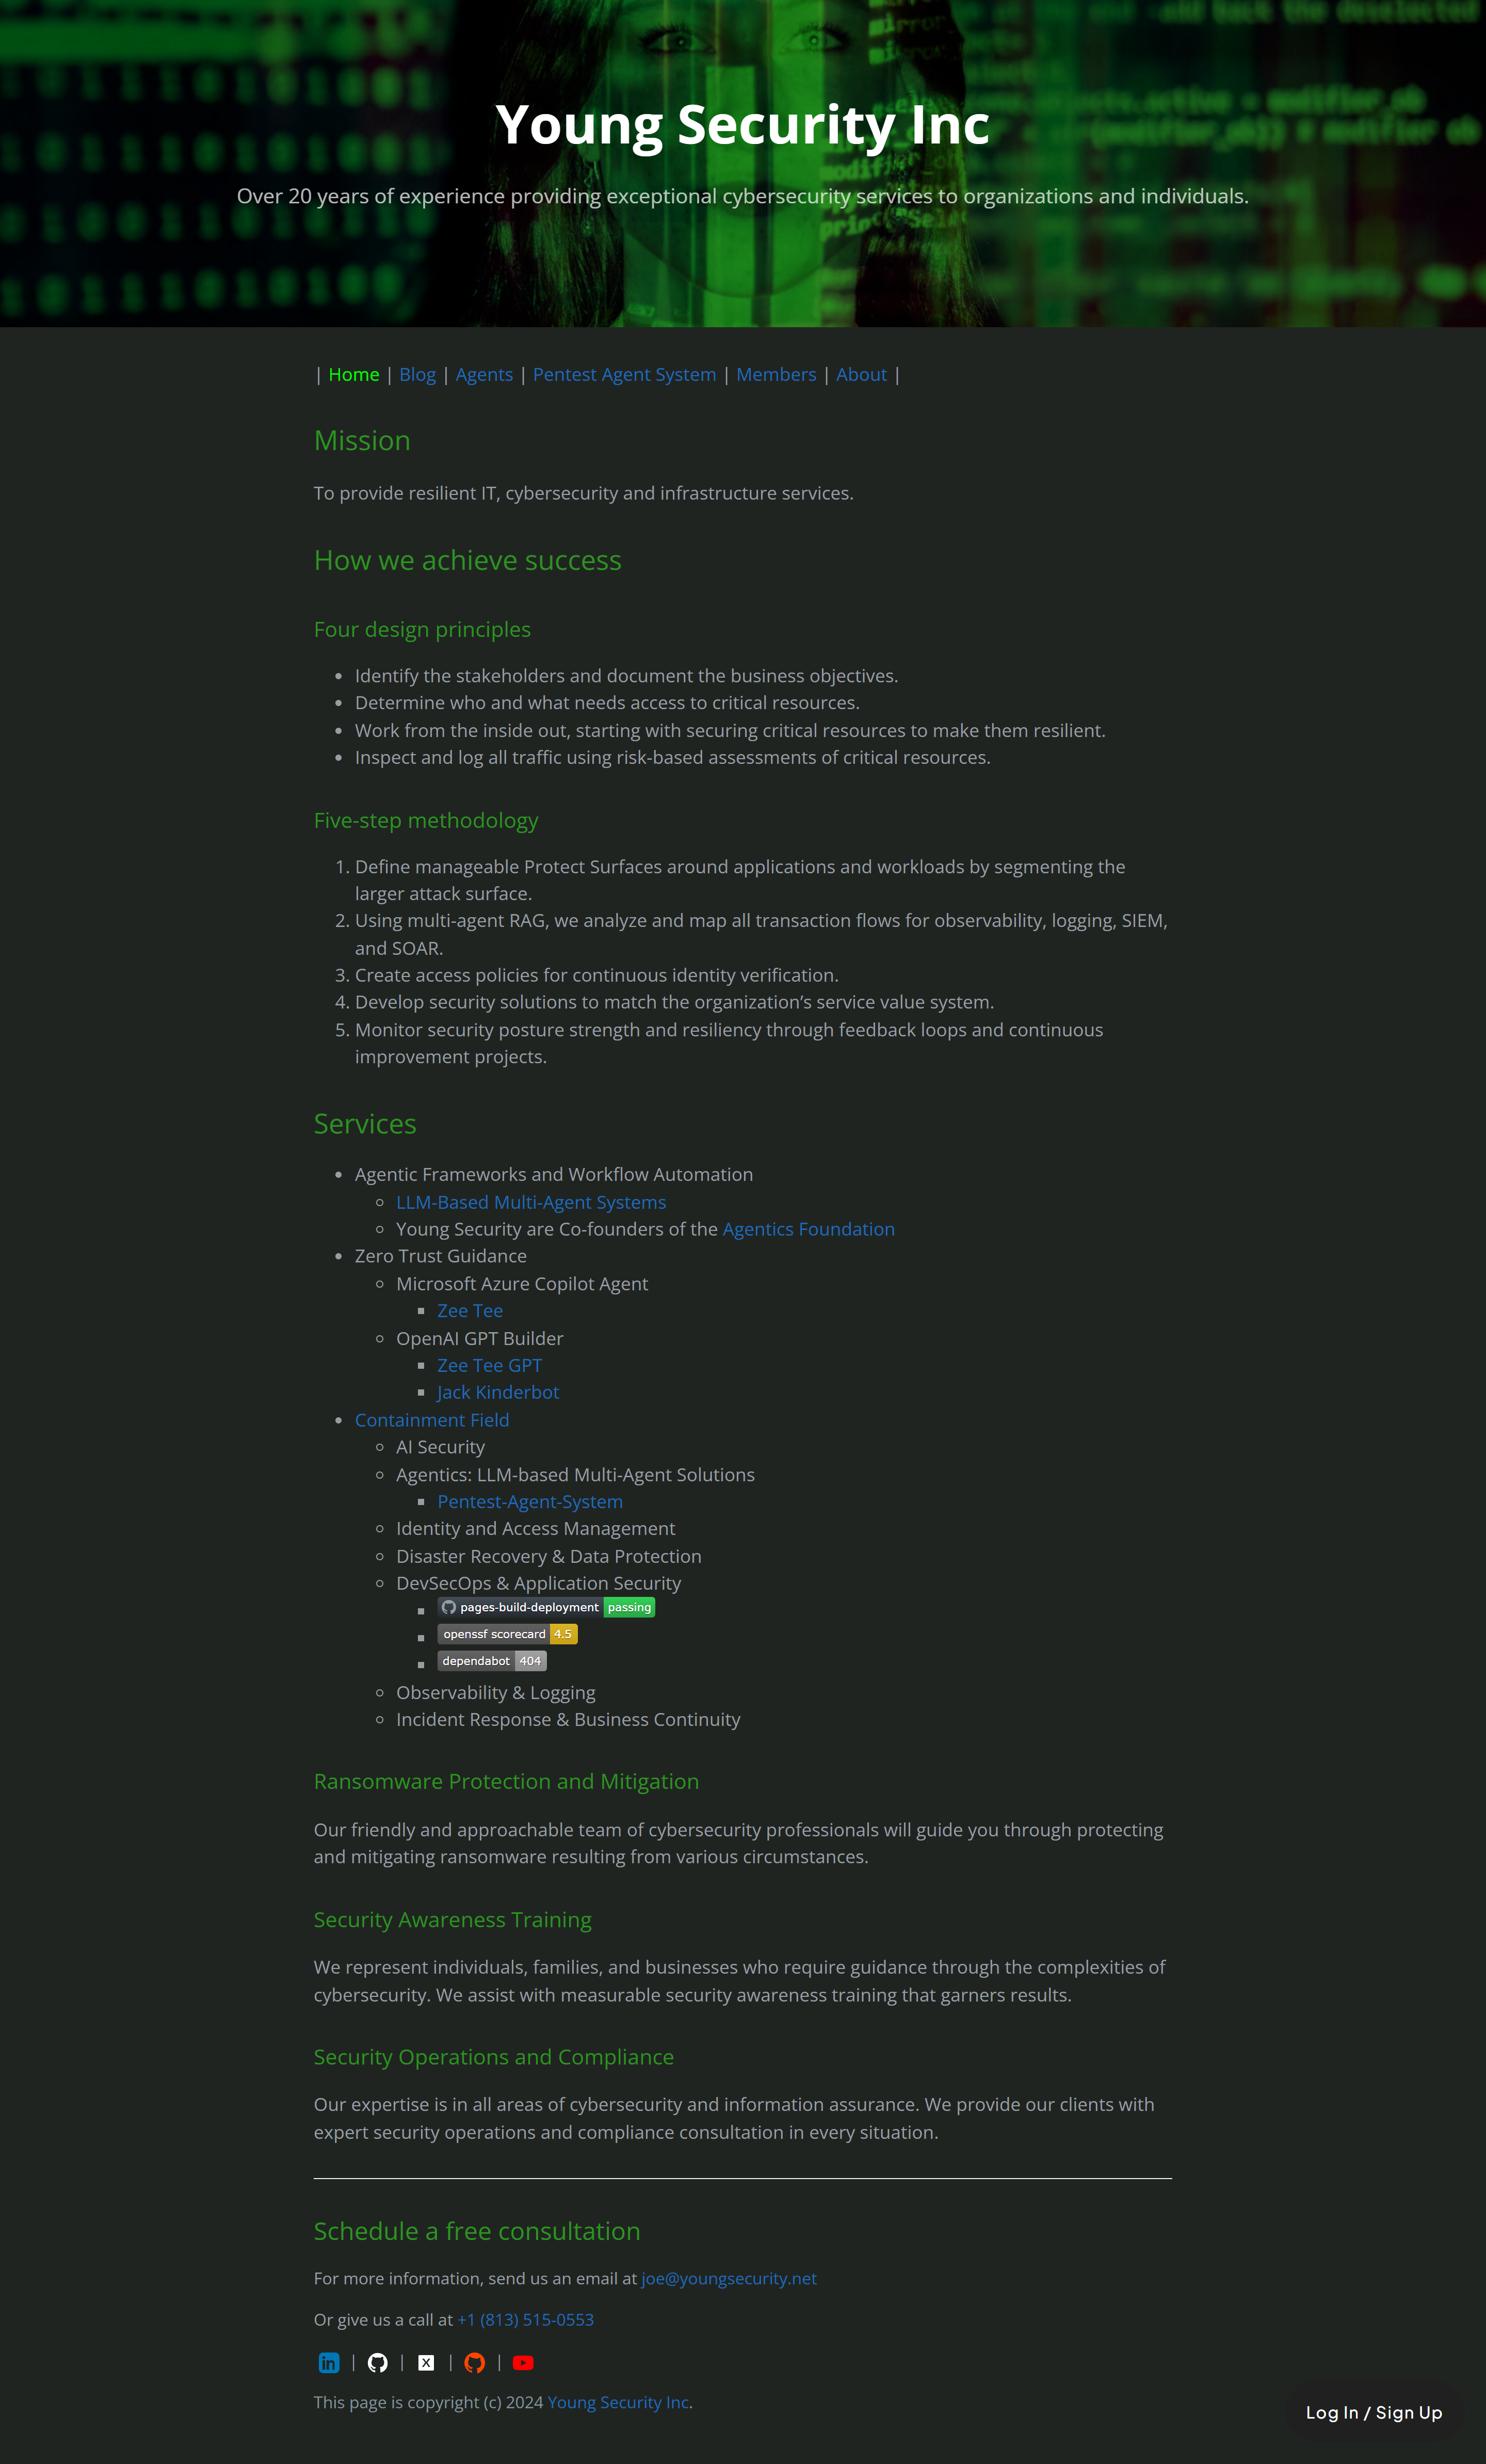 Young Security Inc
Over 20 years of experience providing exceptional cybersecurity services to organizations and individuals.
| Home | Blog | Agents | Pentest Agent System | Members | About |
Mission
To provide resilient IT, cybersecurity and infrastructure services.
How we achieve success
Four design principles
• Identify the stakeholders and document the business objectives.
• Determine who and what needs access to critical resources.
• Work from the inside out, starting with securing critical resources to make them resilient.
• Inspect and log all traffic using risk-based assessments of critical resources.
Five-step methodology
1. Define manageable Protect Surfaces around applications and workloads by segmenting the
larger attack surface.
2. Using multi-agent RAG, we analyze and map all transaction flows for observability, logging, SIEM,
and SOAR.
3. Create access policies for continuous identity verification.
4. Develop security solutions to match the organization’s service value system.
5. Monitor security posture strength and resiliency through feedback loops and continuous
improvement projects.
Services
• Agentic Frameworks and Workflow Automation
LLM-Based Multi-Agent Systems
Young Security are Co-founders of the Agentics Foundation
• Zero Trust Guidance
Microsoft Azure Copilot Agent
Zee Tee
OpenAI GPT Builder
Zee Tee GPT
Jack Kinderbot
• Containment Field
AI Security
Agentics: LLM-based Multi-Agent Solutions
Pentest-Agent-System
Identity and Access Management
Disaster Recovery & Data Protection
DevSecOps & Application Security
pages-build-deployment passing
openssf scorecard 4.5
dependabot 404
Observability & Logging
Incident Response & Business Continuity
Ransomware Protection and Mitigation
Our friendly and approachable team of cybersecurity professionals will guide you through protecting
and mitigating ransomware resulting from various circumstances.
Security Awareness Training
We represent individuals, families, and businesses who require guidance through the complexities of
cybersecurity. We assist with measurable security awareness training that garners results.
Security Operations and Compliance
Our expertise is in all areas of cybersecurity and information assurance. We provide our clients with
expert security operations and compliance consultation in every situation.
Schedule a free consultation
For more information, send us an email at joe@youngsecurity.net
Or give us a call at +1 (813) 515-0553
in | | X | |
This page is copyright (c) 2024 Young Security Inc.
Log In / Sign Up